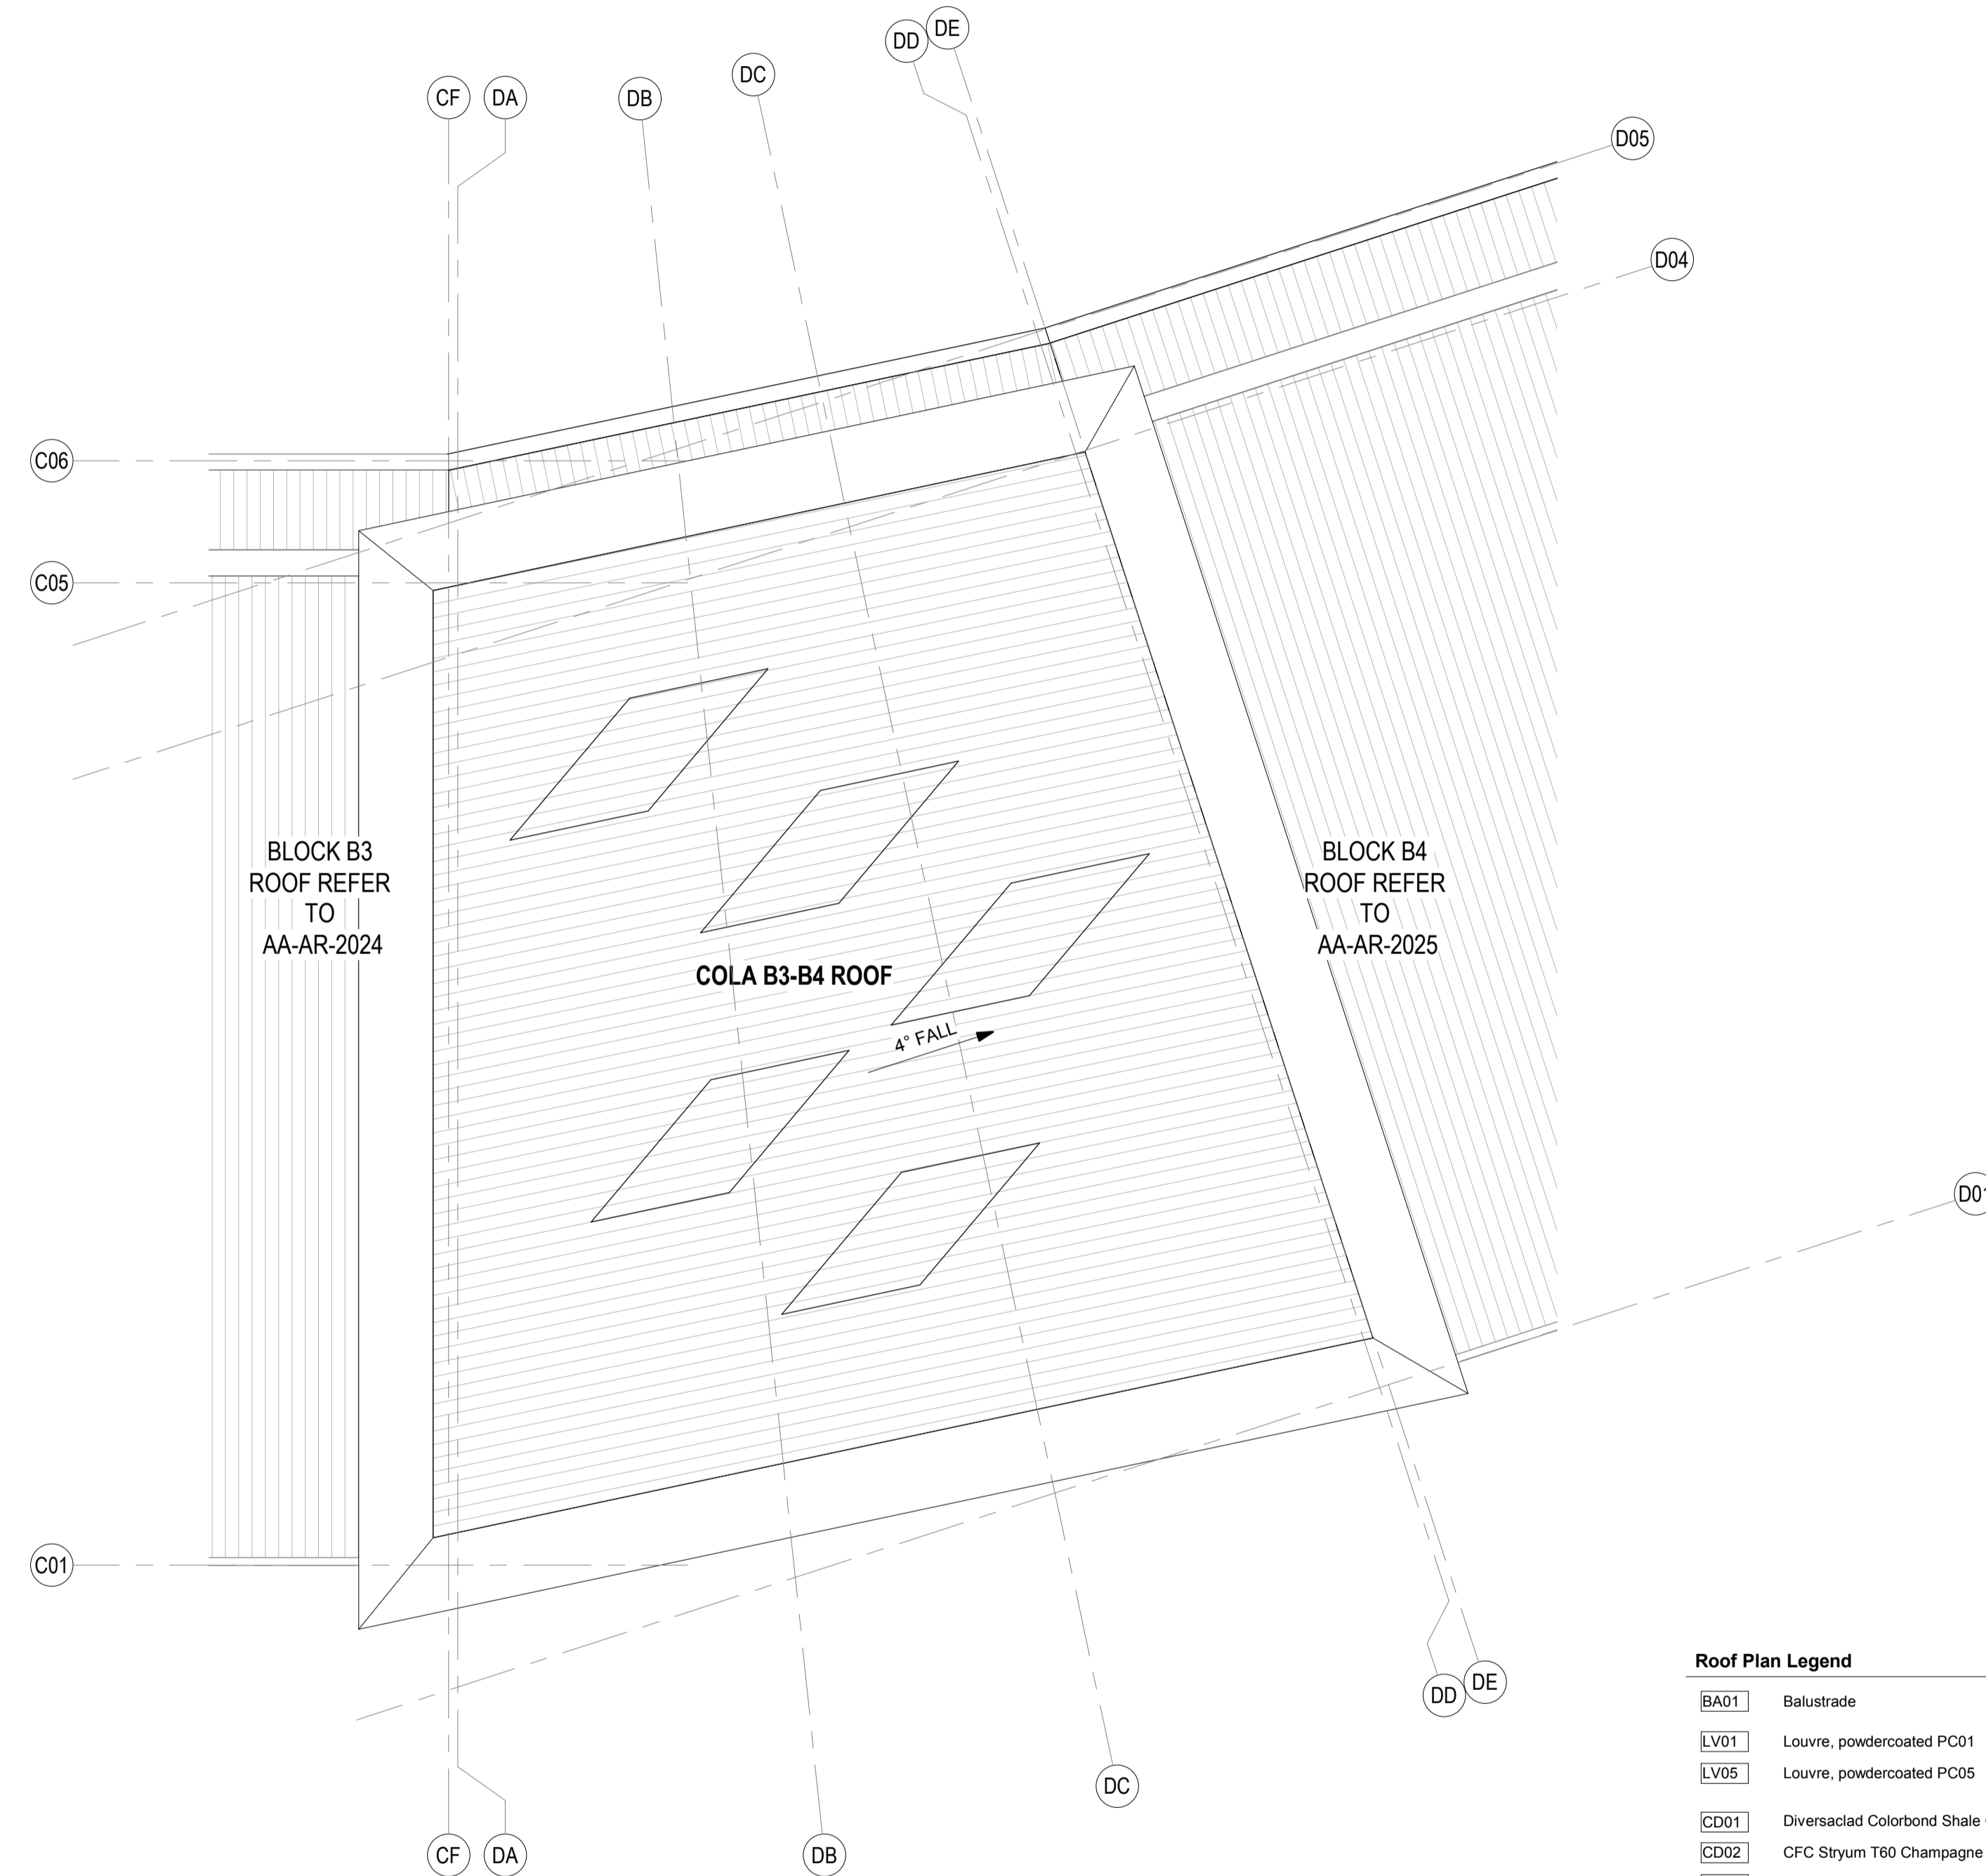 DD
DE
DC
CF
DA
DB
D05
D04
C06
C05
BLOCK B3
ROOF REFER
TO
AA-AR-2024
BLOCK B4
ROOF REFER
TO
AA-AR-2025
COLA B3-B4 ROOF
4° FALL
C01
DD
DE
DC
CF
DA
DB
Roof Plan Legend
BA01 Balustrade
LV01 Louvre, powdercoated PC01
LV05 Louvre, powdercoated PC05
CD01 Diversaclad Colorbond Shale
CD02 CFC Stryum T60 Champagne